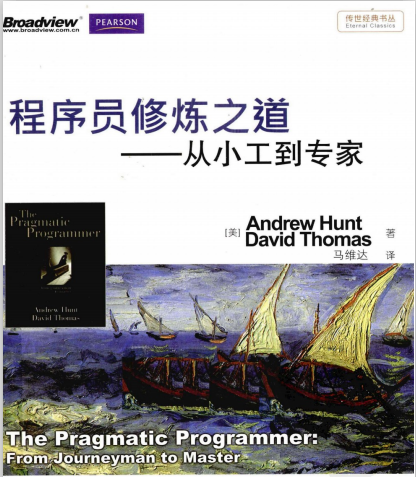 Broadview®
www.broadview.com.cn
PEARSON
传世经典书丛
Eternal Classics
程序员修炼之道
——从小工到专家
The
Pragmatic
Programmer
Andrew Hunt
David Thomas
[美] Andrew Hunt
David Thomas 著
马维达 译
The Pragmatic Programmer:
From Journeyman to Master